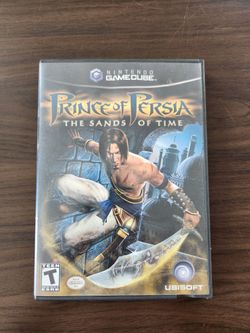 NINTENDO
GAMECUBE
PRINCE OF PERSIA
THE SANDS OF TIME
TEEN
T
UBISOFT